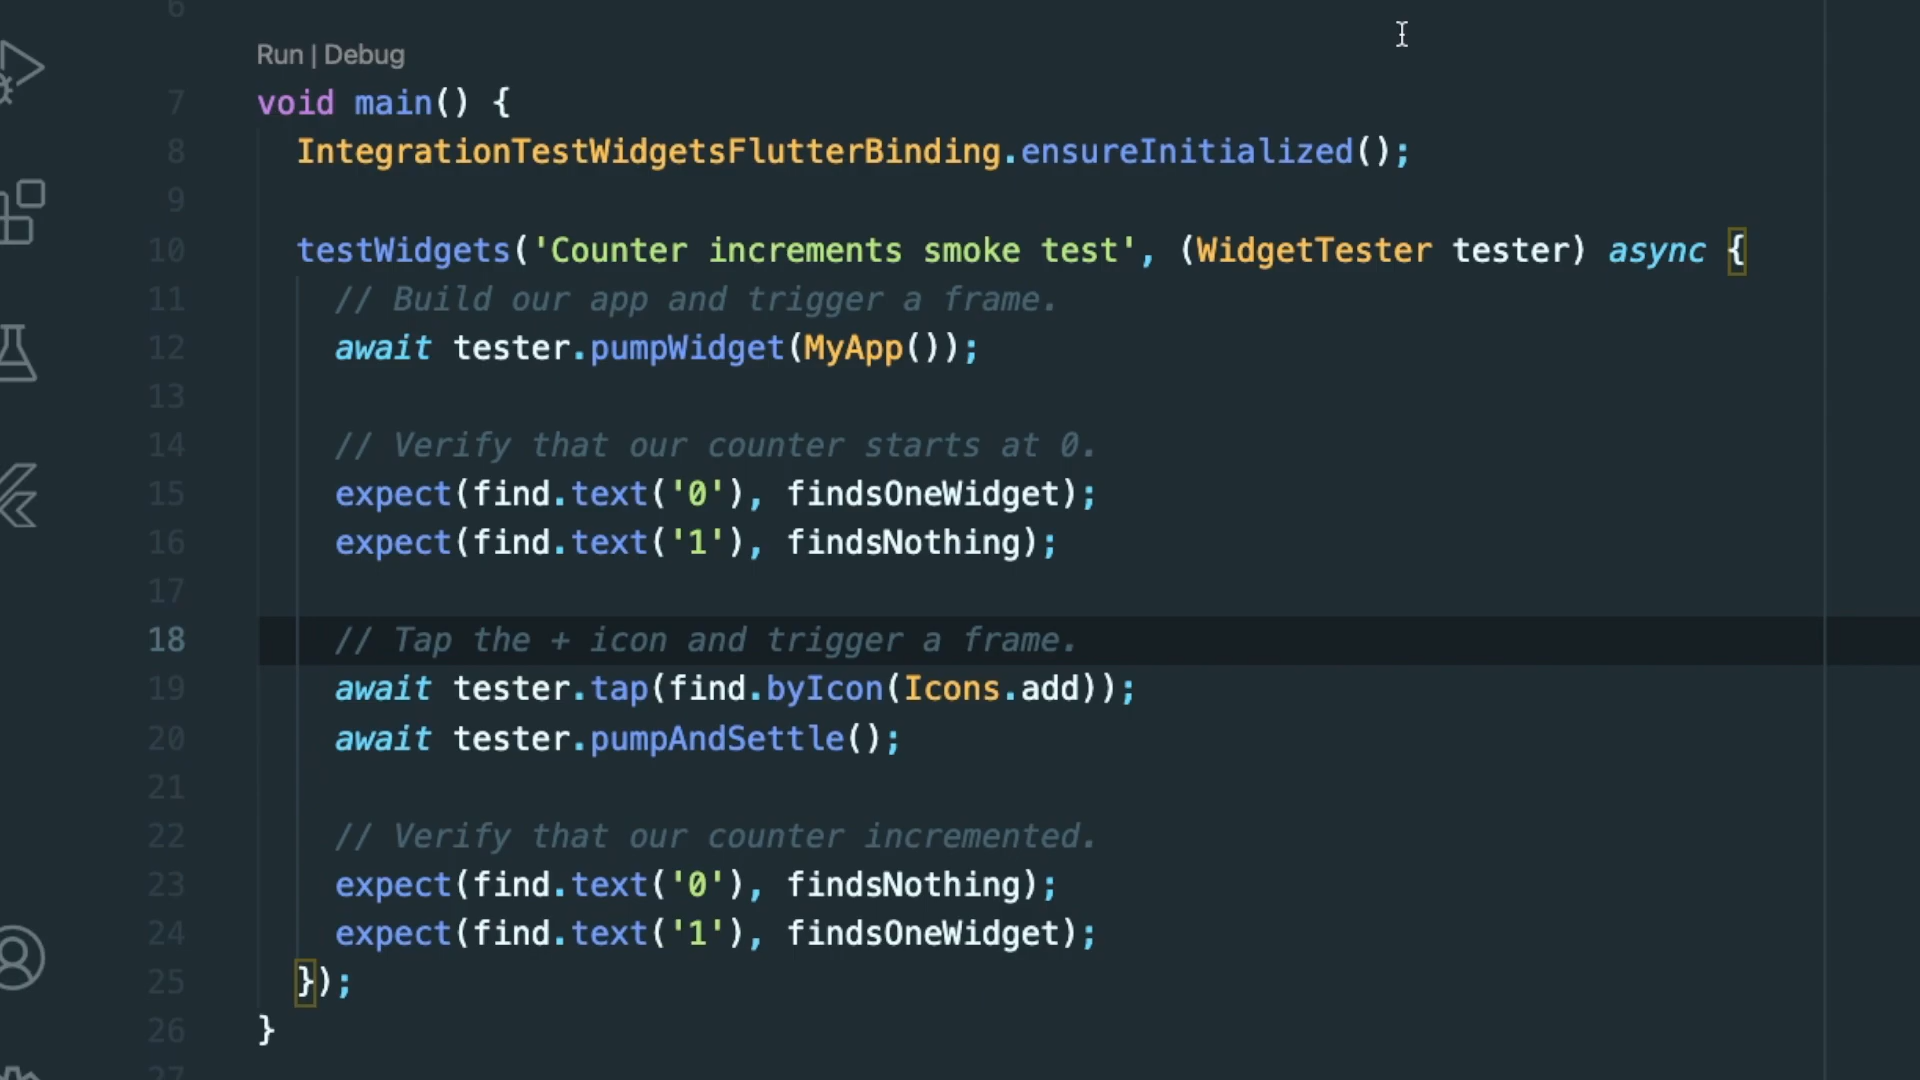 6
Run | Debug
7 void main() {
8 IntegrationTestWidgetsFlutterBinding.ensureInitialized();
9
10 testWidgets('Counter increments smoke test', (WidgetTester tester) async {
11 // Build our app and trigger a frame.
12 await tester.pumpWidget(MyApp());
13
14 // Verify that our counter starts at 0.
15 expect(find.text('0'), findsOneWidget);
16 expect(find.text('1'), findsNothing);
17
18 // Tap the + icon and trigger a frame.
19 await tester.tap(find.byIcon(Icons.add));
20 await tester.pumpAndSettle();
21
22 // Verify that our counter incremented.
23 expect(find.text('0'), findsNothing);
24 expect(find.text('1'), findsOneWidget);
25 });
26 }
27